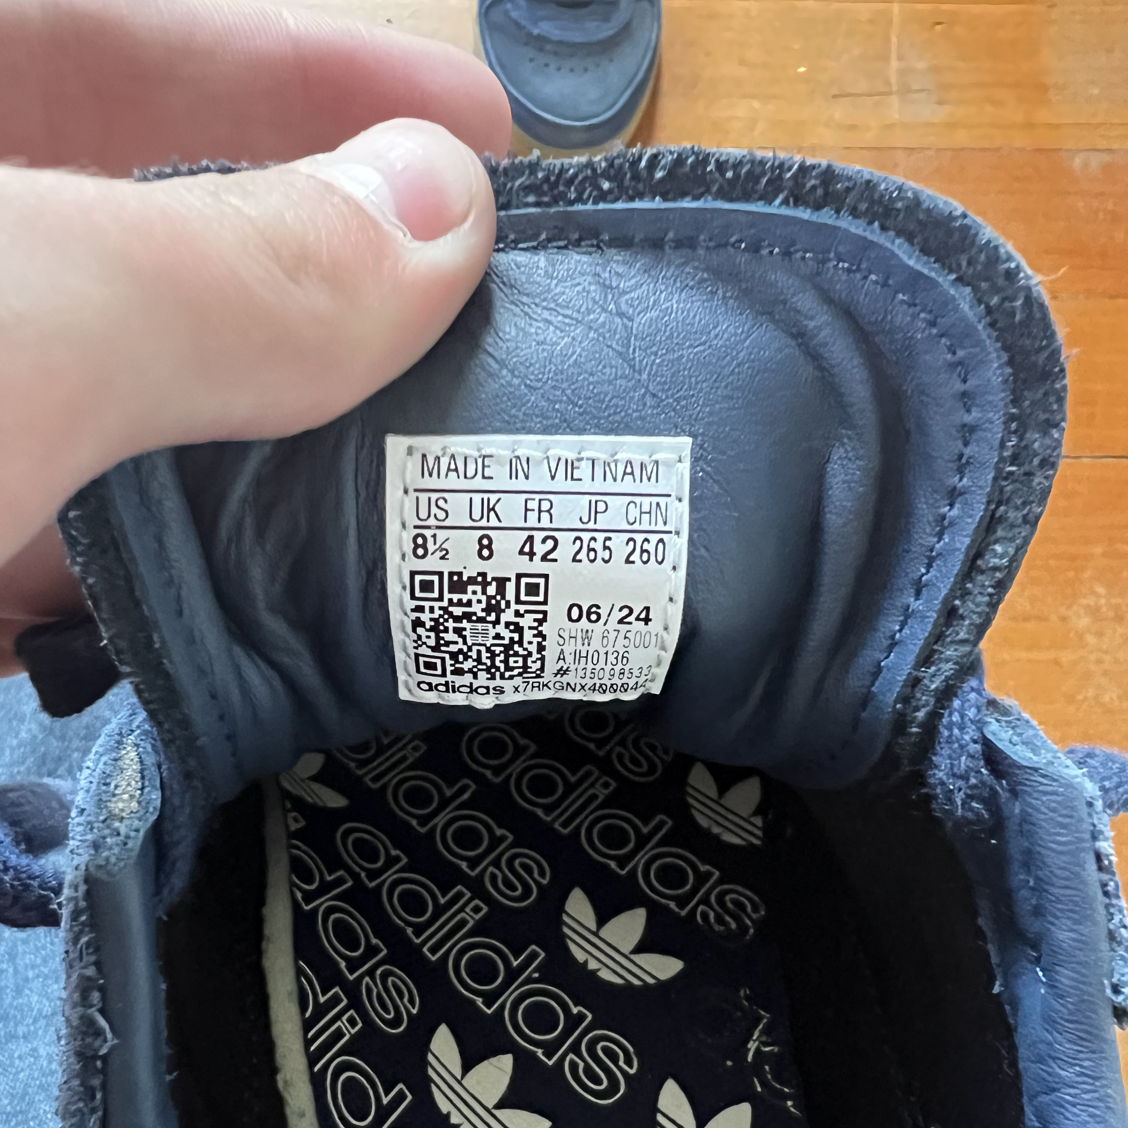 MADE IN VIETNAM
US UK FR JP CHN
8½ 8 42 265 260
06/24
SHW 675001
A:IH0136
#135098533
adidas x7RKGNX400044
adidas
adidas
adidas
adidas